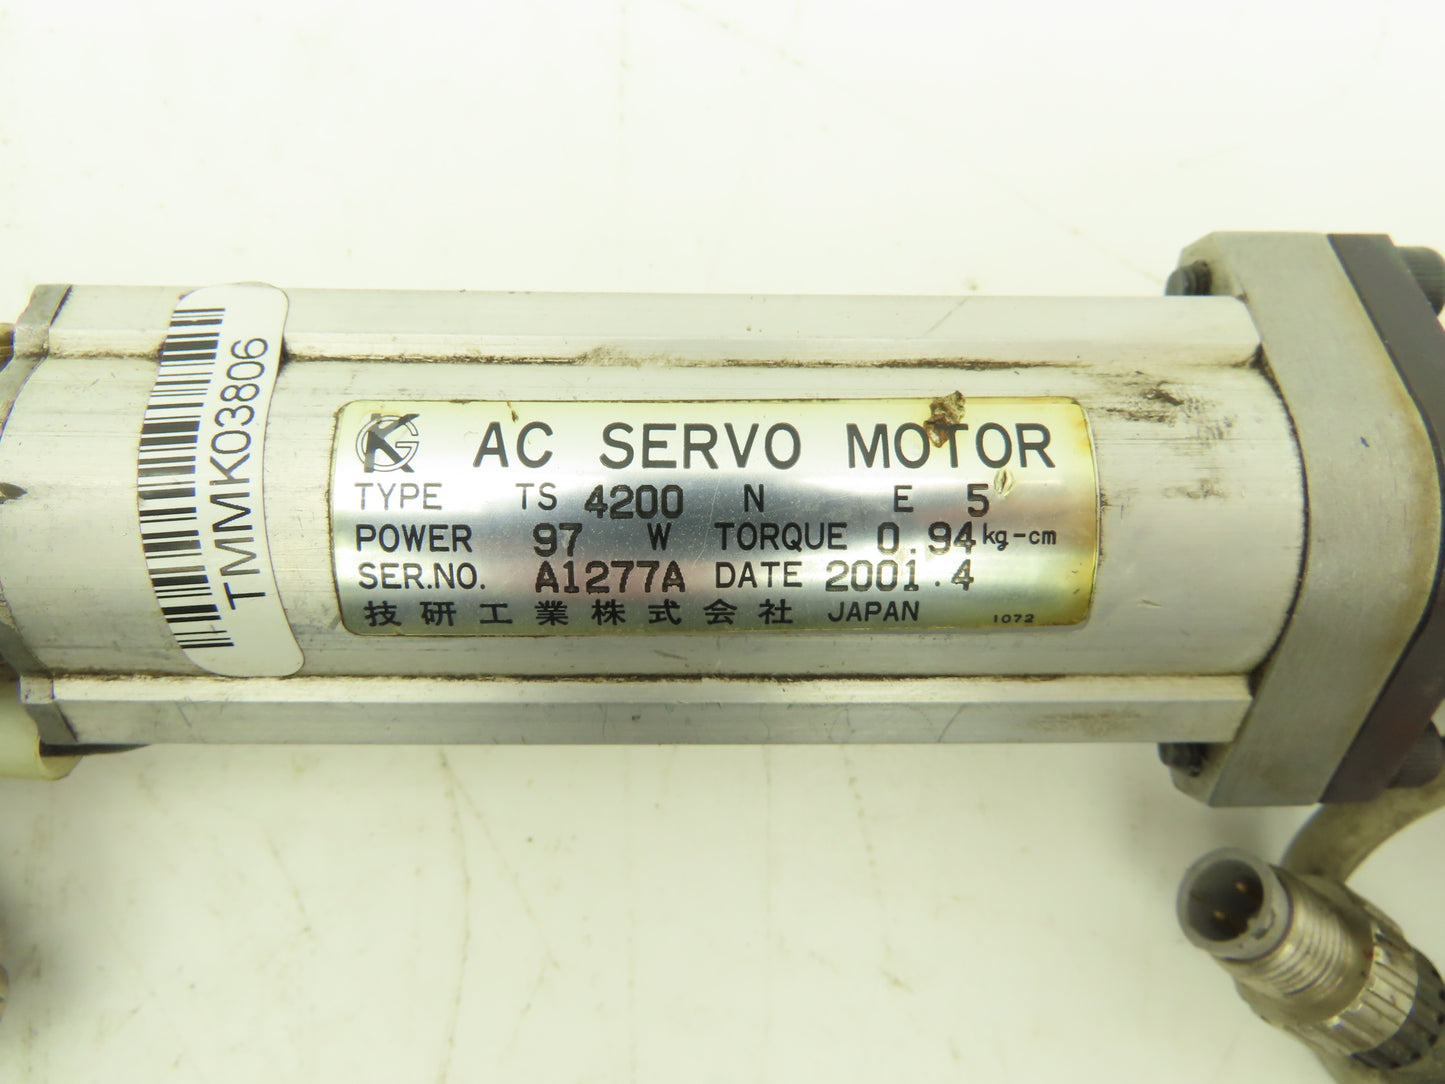 TMMK03806
KG AC SERVO MOTOR
TYPE TS 4200 N E 5
POWER 97 W TORQUE 0.94 kg-cm
SER.NO. A1277A DATE 2001.4
技研工業株式会社 JAPAN 1072